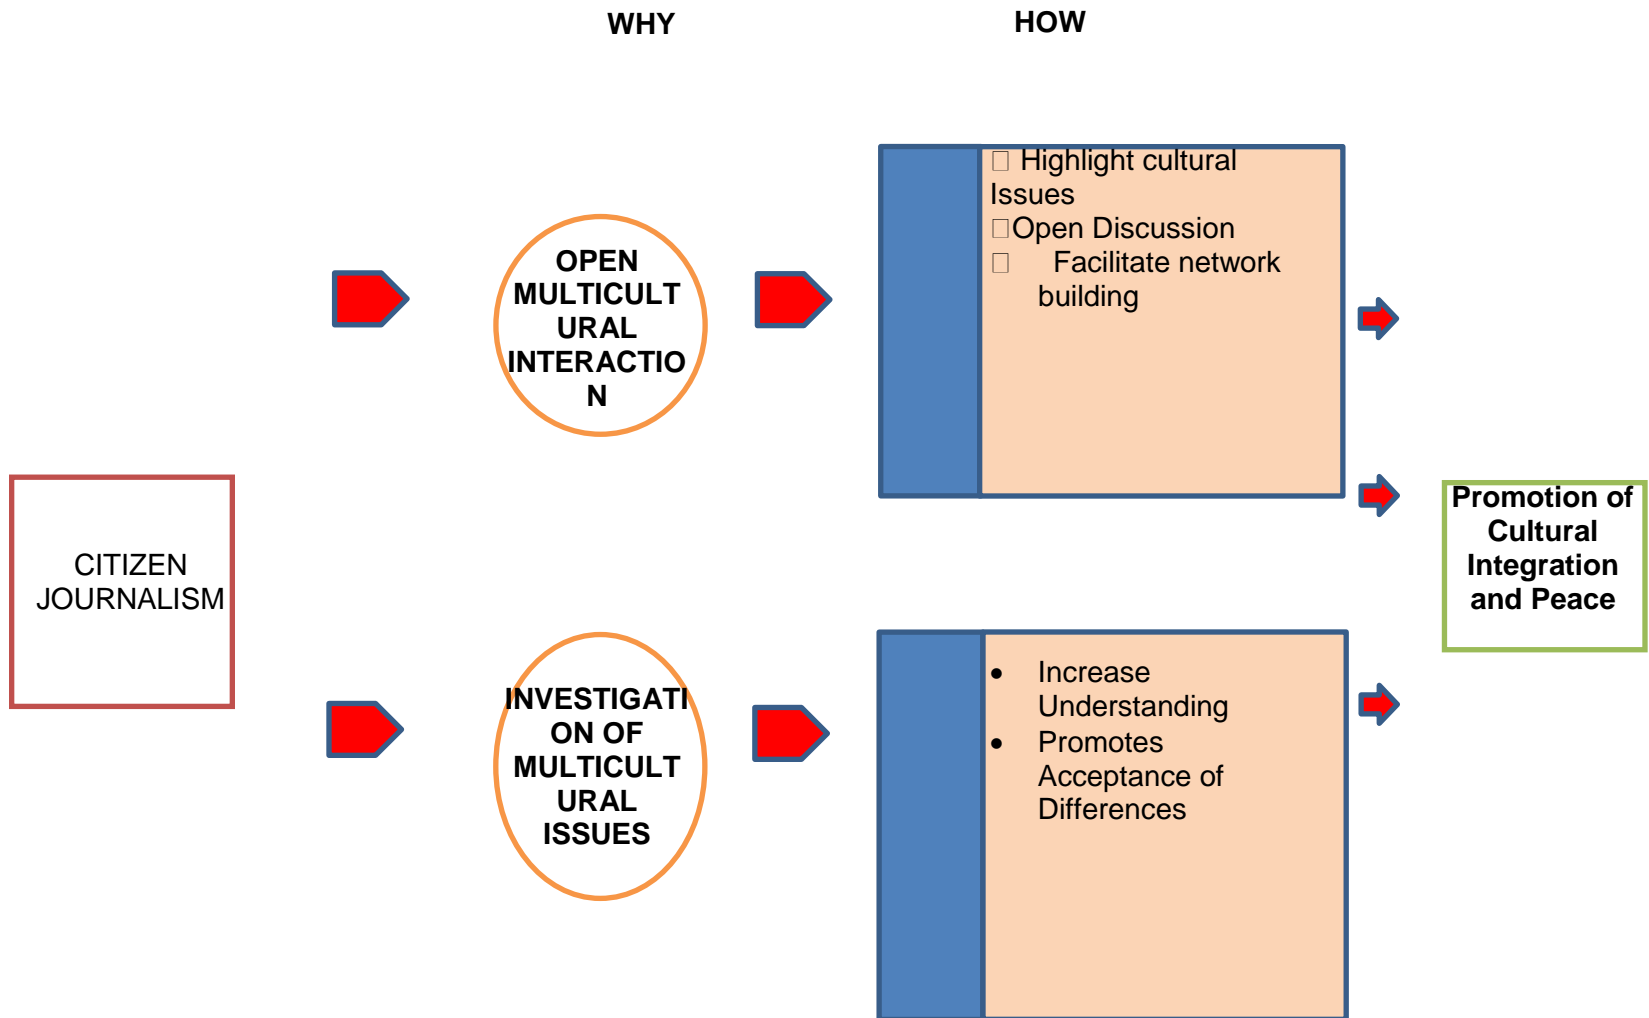 WHY
HOW
□ Highlight cultural
Issues
□Open Discussion
□ Facilitate network
building
OPEN
MULTICULT
URAL
INTERACTIO
N
CITIZEN
JOURNALISM
Promotion of
Cultural
Integration
and Peace
INVESTIGATI
ON OF
MULTICULT
URAL
ISSUES
• Increase
Understanding
• Promotes
Acceptance of
Differences